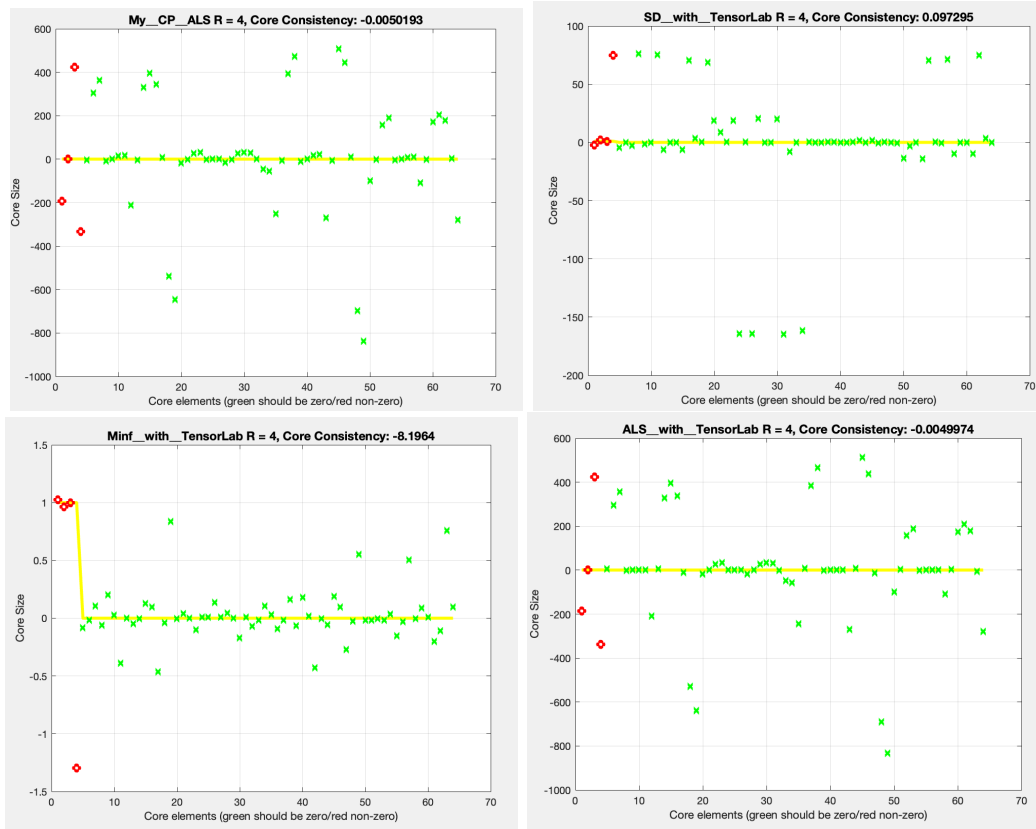 My__CP__ALS R = 4, Core Consistency: -0.0050193
600
400
200
0
-200
-400
-600
-800
-1000
Core Size
0 10 20 30 40 50 60 70
Core elements (green should be zero/red non-zero)
SD__with__TensorLab R = 4, Core Consistency: 0.097295
100
50
0
-50
-100
-150
-200
Core Size
0 10 20 30 40 50 60 70
Core elements (green should be zero/red non-zero)
Minf__with__TensorLab R = 4, Core Consistency: -8.1964
1.5
1
0.5
0
-0.5
-1
-1.5
Core Size
0 10 20 30 40 50 60 70
Core elements (green should be zero/red non-zero)
ALS__with__TensorLab R = 4, Core Consistency: -0.0049974
600
400
200
0
-200
-400
-600
-800
-1000
Core Size
0 10 20 30 40 50 60 70
Core elements (green should be zero/red non-zero)